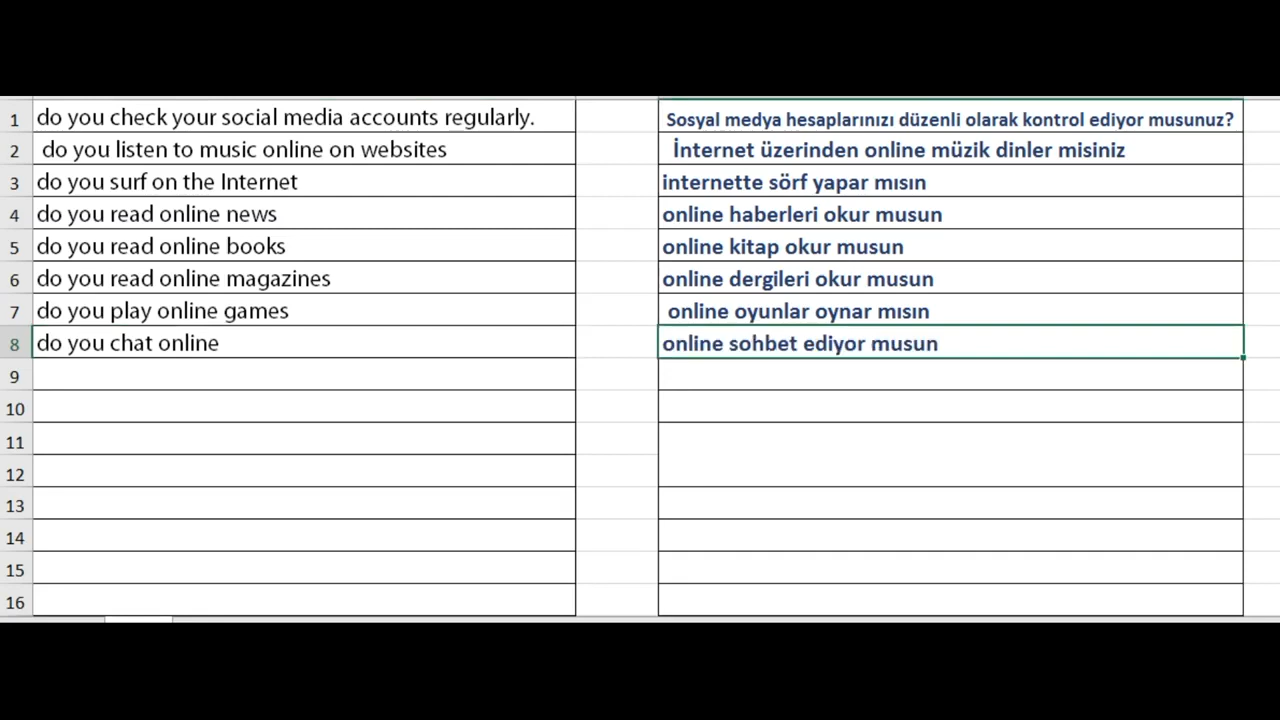 1 do you check your social media accounts regularly. Sosyal medya hesaplarınızı düzenli olarak kontrol ediyor musunuz?
2 do you listen to music online on websites İnternet üzerinden online müzik dinler misiniz
3 do you surf on the Internet internette sörf yapar mısın
4 do you read online news online haberleri okur musun
5 do you read online books online kitap okur musun
6 do you read online magazines online dergileri okur musun
7 do you play online games online oyunlar oynar mısın
8 do you chat online online sohbet ediyor musun
9
10
11
12
13
14
15
16